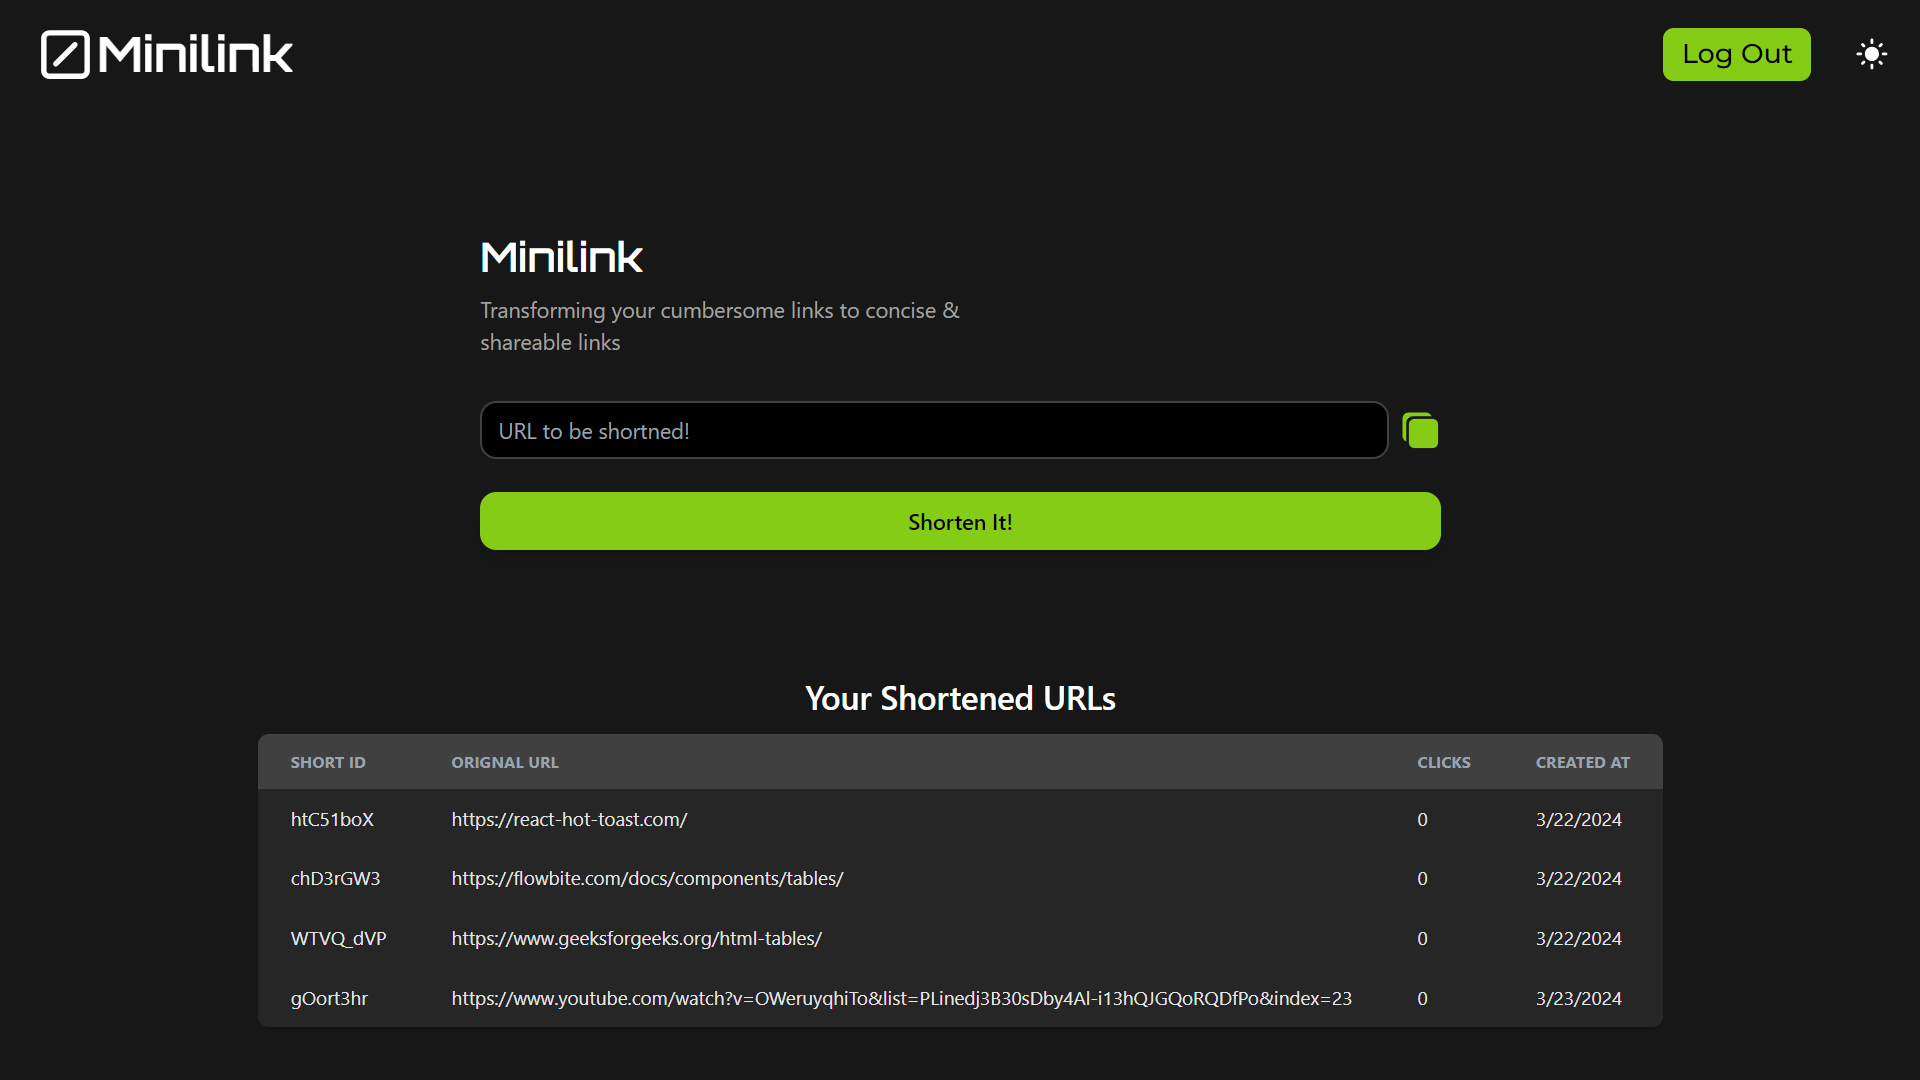 Minilink
Log Out
Minilink
Transforming your cumbersome links to concise &
shareable links
URL to be shortned!
Shorten It!
Your Shortened URLs
SHORT ID ORIGNAL URL CLICKS CREATED AT
htC51boX https://react-hot-toast.com/ 0 3/22/2024
chD3rGW3 https://flowbite.com/docs/components/tables/ 0 3/22/2024
WTVQ_dVP https://www.geeksforgeeks.org/html-tables/ 0 3/22/2024
gOort3hr https://www.youtube.com/watch?v=OWeruyqhiTo&list=PLinedj3B30sDby4Al-i13hQJGQoRQDfPo&index=23 0 3/23/2024